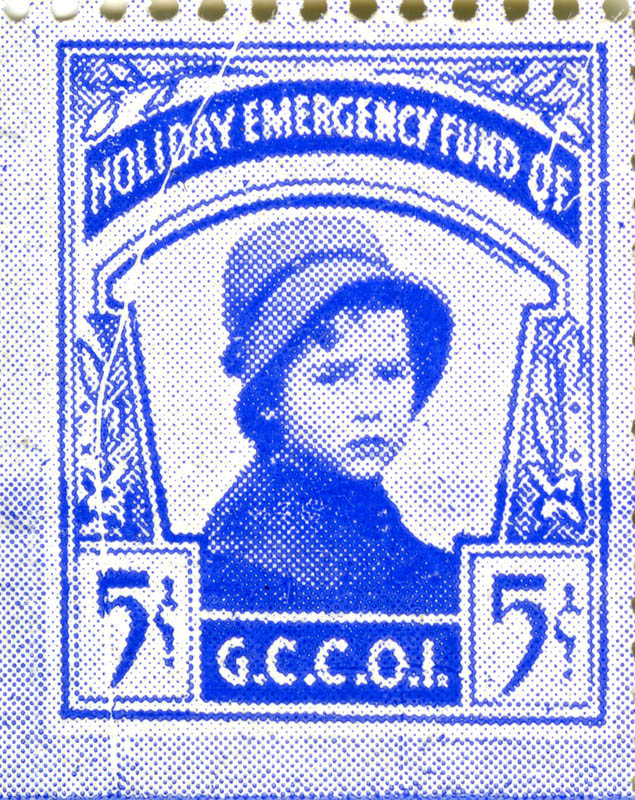 HOLIDAY EMERGENCY FUND OF
G.C.C.O.I.
5¢ 5¢